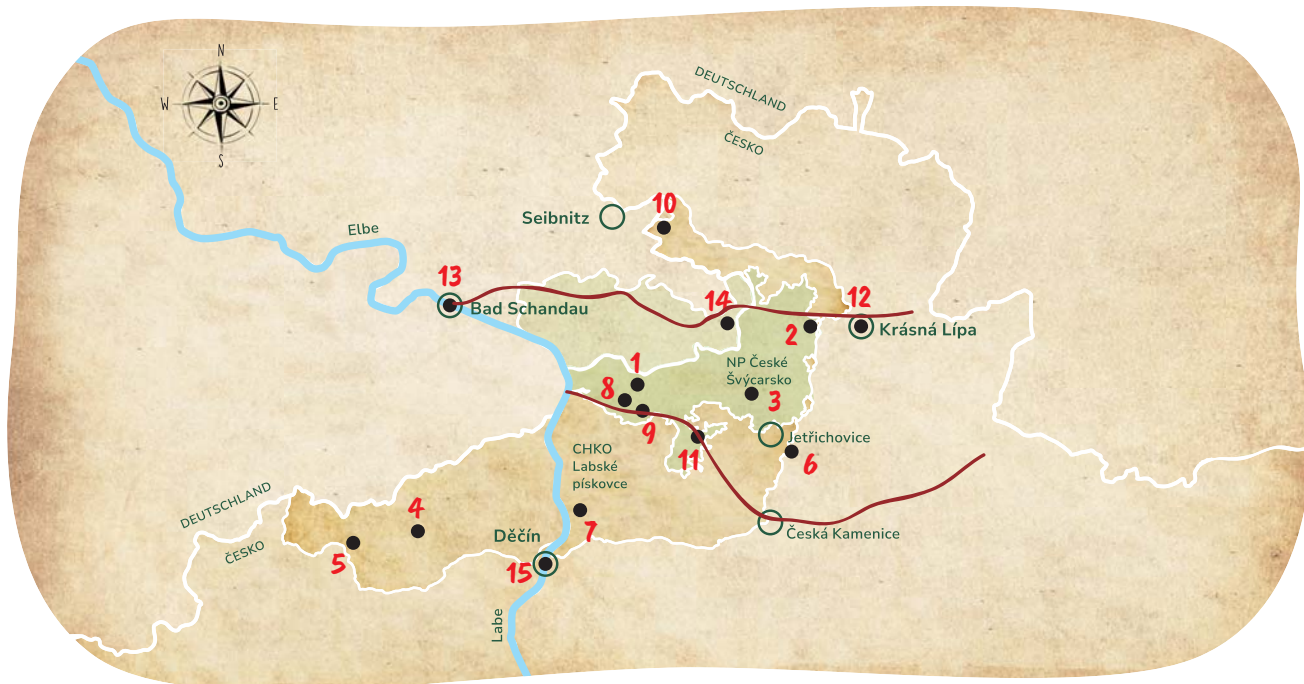 N
W
E
S
DEUTSCHLAND
ČESKO
10
Seibnitz
Elbe
13
Bad Schandau
14
12
2
Krásná Lípa
1
NP České
Švýcarsko
8
3
9
Jetřichovice
11
6
CHKO
Labské
pískovce
DEUTSCHLAND
ČESKO
4
5
7
Děčín
Česká Kamenice
15
Labe